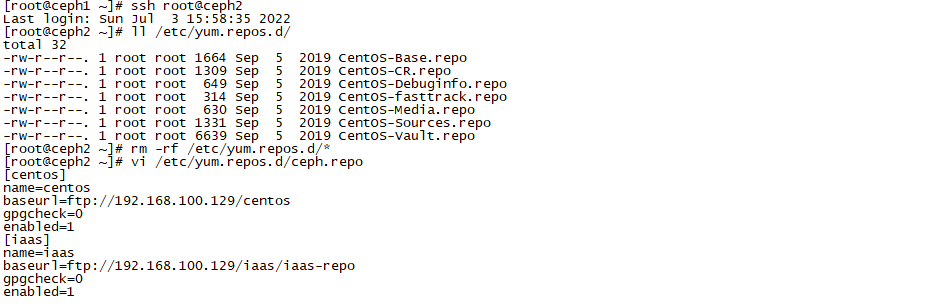 [root@ceph1 ~]# ssh root@ceph2
Last login: Sun Jul  3 15:58:35 2022
[root@ceph2 ~]# ll /etc/yum.repos.d/
total 32
-rw-r--r--. 1 root root 1664 Sep  5  2019 CentOS-Base.repo
-rw-r--r--. 1 root root 1309 Sep  5  2019 CentOS-CR.repo
-rw-r--r--. 1 root root  649 Sep  5  2019 CentOS-Debuginfo.repo
-rw-r--r--. 1 root root  314 Sep  5  2019 CentOS-fasttrack.repo
-rw-r--r--. 1 root root  630 Sep  5  2019 CentOS-Media.repo
-rw-r--r--. 1 root root 1331 Sep  5  2019 CentOS-Sources.repo
-rw-r--r--. 1 root root 6639 Sep  5  2019 CentOS-Vault.repo
[root@ceph2 ~]# rm -rf /etc/yum.repos.d/*
[root@ceph2 ~]# vi /etc/yum.repos.d/ceph.repo
[centos]
name=centos
baseurl=ftp://192.168.100.129/centos
gpgcheck=0
enabled=1
[iaas]
name=iaas
baseurl=ftp://192.168.100.129/iaas/iaas-repo
gpgcheck=0
enabled=1